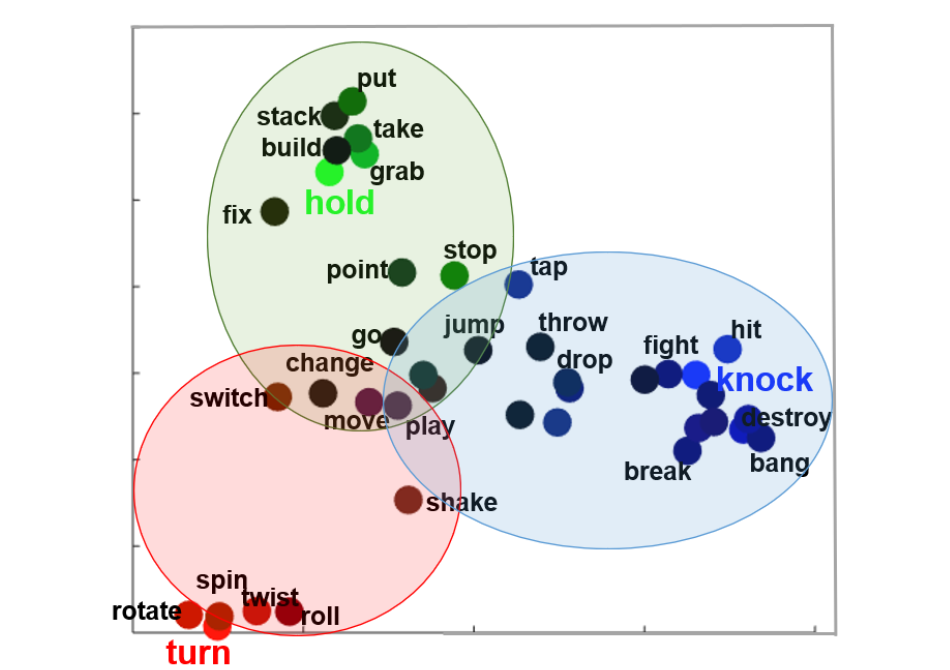 put
stack
take
build
grab
hold
fix
stop
point
tap
jump
throw
go
hit
fight
change
drop
knock
switch
move
play
destroy
bang
break
shake
spin
twist
rotate
roll
turn